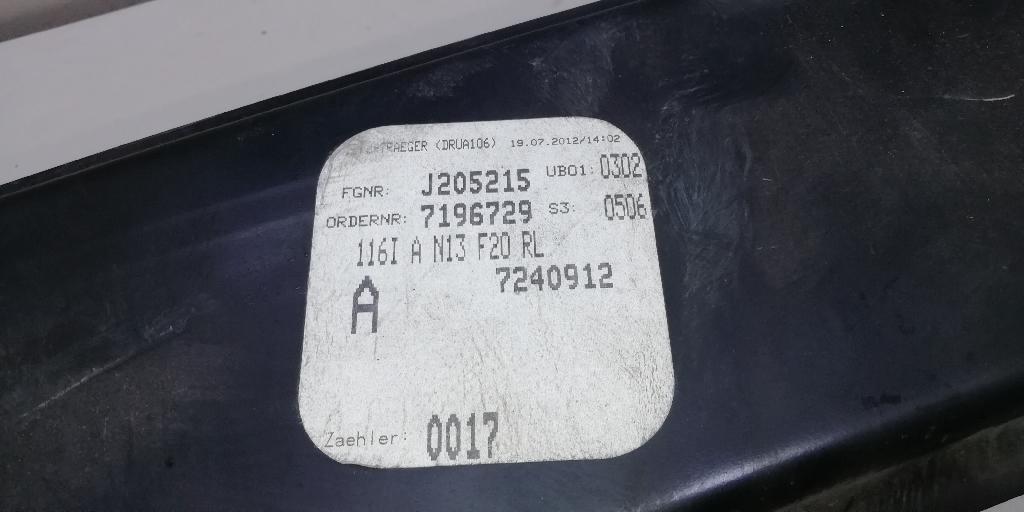 (DRUA106) 19.07.2012/14:02
FGNR: J205215 UB01: 0302
ORDERNR: 7196729 S3: 0506
116I A N13 F20 RL
7240912
A
Zaehler: 0017